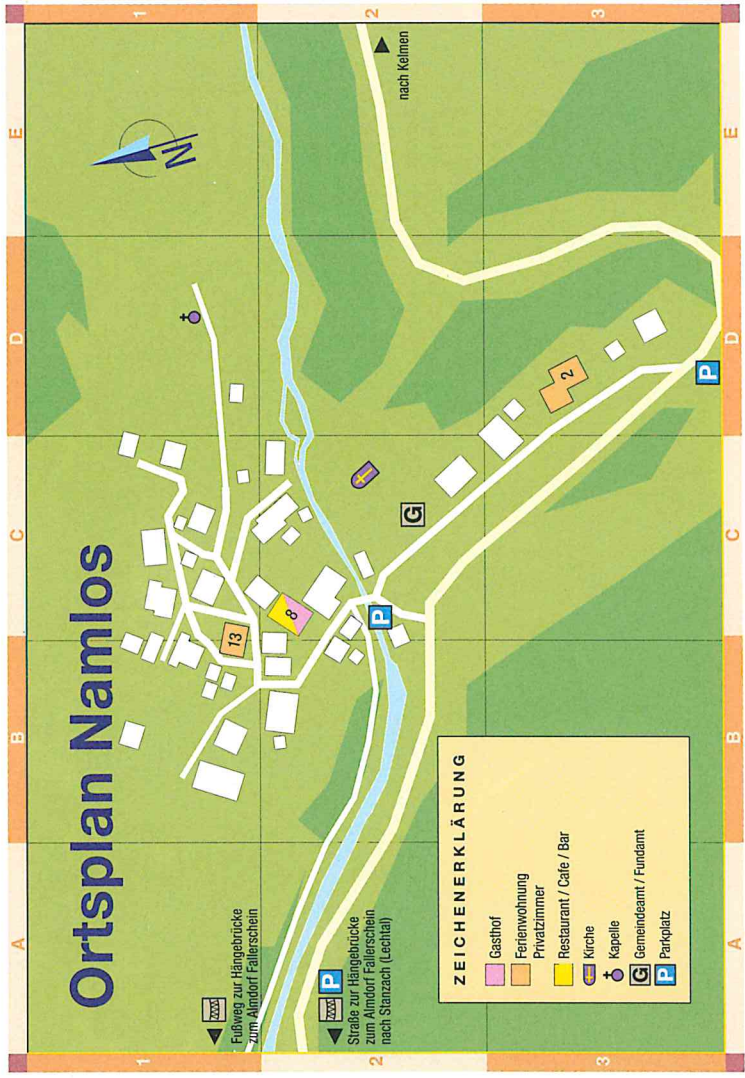 Ortsplan Namlos
N
A
B
C
D
E
1
2
3
A
B
C
D
E
1
2
3
nach Kelmen
Fußweg zur Hängebrücke
zum Almdorf Fallerschein
P
Straße zur Hängebrücke
zum Almdorf Fallerschein
nach Stanzach (Lechtal)
13
8
P
G
2
P
ZEICHENERKLÄRUNG
Gasthof
Ferienwohnung
Privatzimmer
Restaurant / Cafe / Bar
Kirche
Kapelle
G Gemeindeamt / Fundamt
P Parkplatz